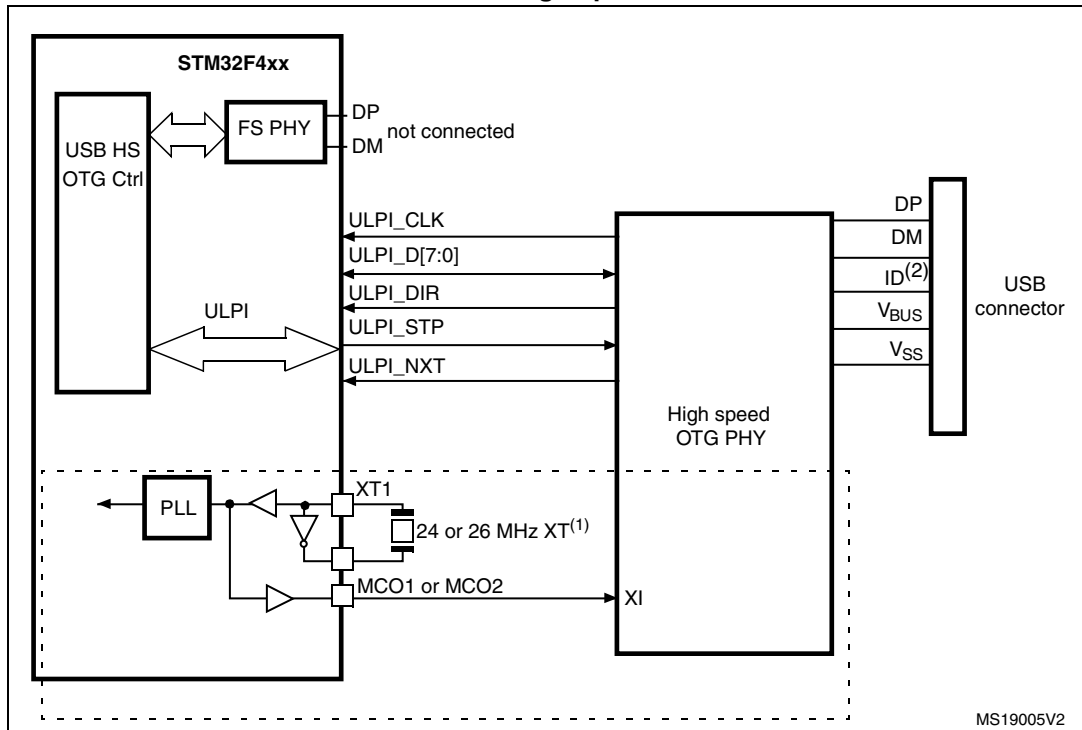 STM32F4xx
FS PHY
DP
DM
not connected
USB HS
OTG Ctrl
ULPI
ULPI_CLK
ULPI_D[7:0]
ULPI_DIR
ULPI_STP
ULPI_NXT
High speed
OTG PHY
DP
DM
ID(2)
VBUS
VSS
USB
connector
PLL
XT1
24 or 26 MHz XT(1)
MCO1 or MCO2
XI
MS19005V2